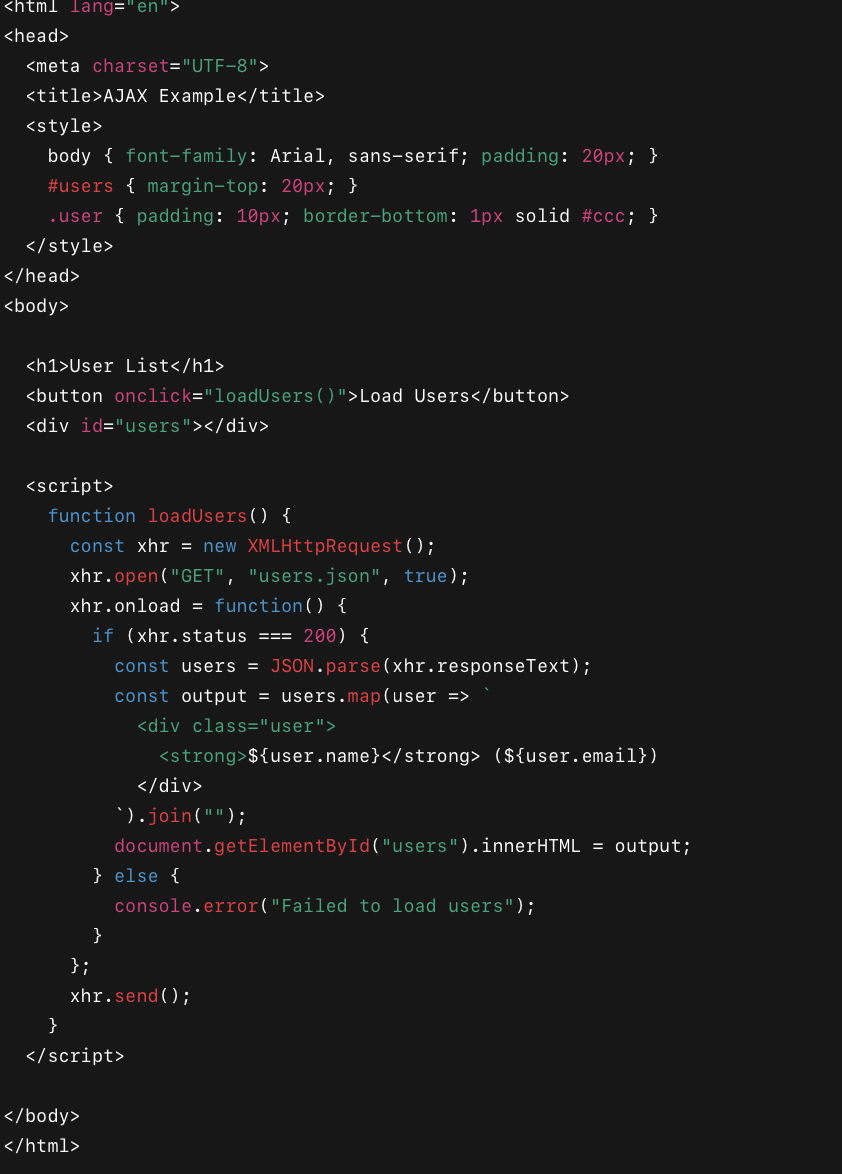 <html lang="en">
<head>
  <meta charset="UTF-8">
  <title>AJAX Example</title>
  <style>
    body { font-family: Arial, sans-serif; padding: 20px; }
    #users { margin-top: 20px; }
    .user { padding: 10px; border-bottom: 1px solid #ccc; }
  </style>
</head>
<body>

  <h1>User List</h1>
  <button onclick="loadUsers()">Load Users</button>
  <div id="users"></div>

  <script>
    function loadUsers() {
      const xhr = new XMLHttpRequest();
      xhr.open("GET", "users.json", true);
      xhr.onload = function() {
        if (xhr.status === 200) {
          const users = JSON.parse(xhr.responseText);
          const output = users.map(user => `
            <div class="user">
              <strong>${user.name}</strong> (${user.email})
            </div>
          `).join("");
          document.getElementById("users").innerHTML = output;
        } else {
          console.error("Failed to load users");
        }
      };
      xhr.send();
    }
  </script>

</body>
</html>